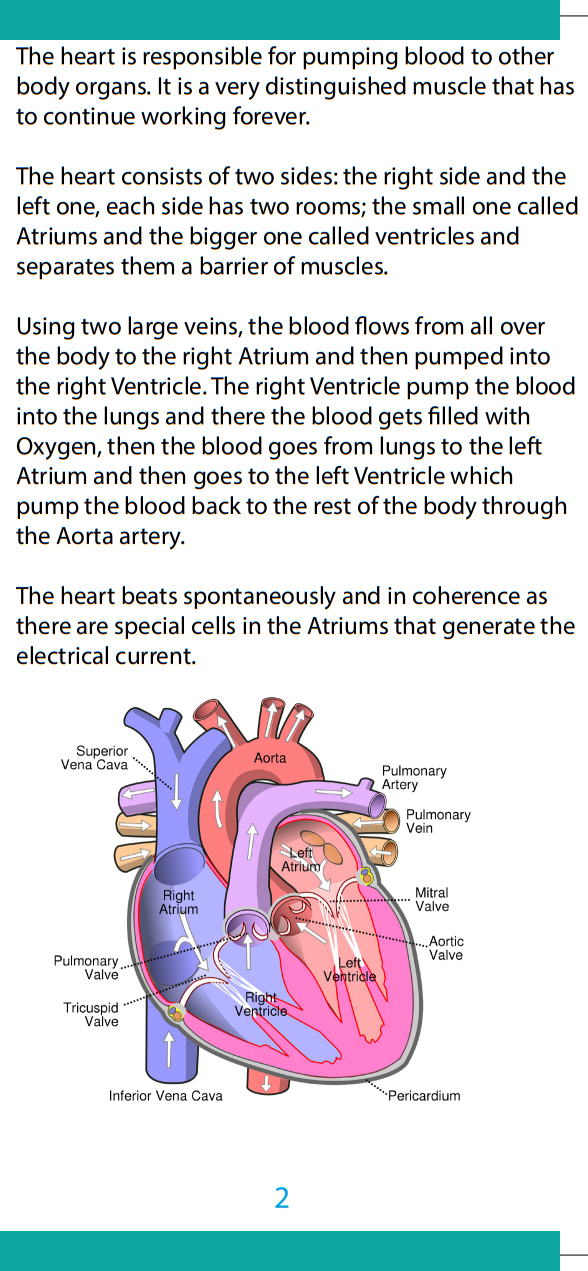 The heart is responsible for pumping blood to other
body organs. It is a very distinguished muscle that has
to continue working forever.
The heart consists of two sides: the right side and the
left one, each side has two rooms; the small one called
Atriums and the bigger one called ventricles and
separates them a barrier of muscles.
Using two large veins, the blood flows from all over
the body to the right Atrium and then pumped into
the right Ventricle. The right Ventricle pump the blood
into the lungs and there the blood gets filled with
Oxygen, then the blood goes from lungs to the left
Atrium and then goes to the left Ventricle which
pump the blood back to the rest of the body through
the Aorta artery.
The heart beats spontaneously and in coherence as
there are special cells in the Atriums that generate the
electrical current.
Superior
Vena Cava
Aorta
Pulmonary
Artery
Pulmonary
Vein
Left
Atrium
Right
Atrium
Mitral
Valve
Aortic
Valve
Pulmonary
Valve
Left
Ventricle
Tricuspid
Valve
Right
Ventricle
Inferior Vena Cava
Pericardium
2